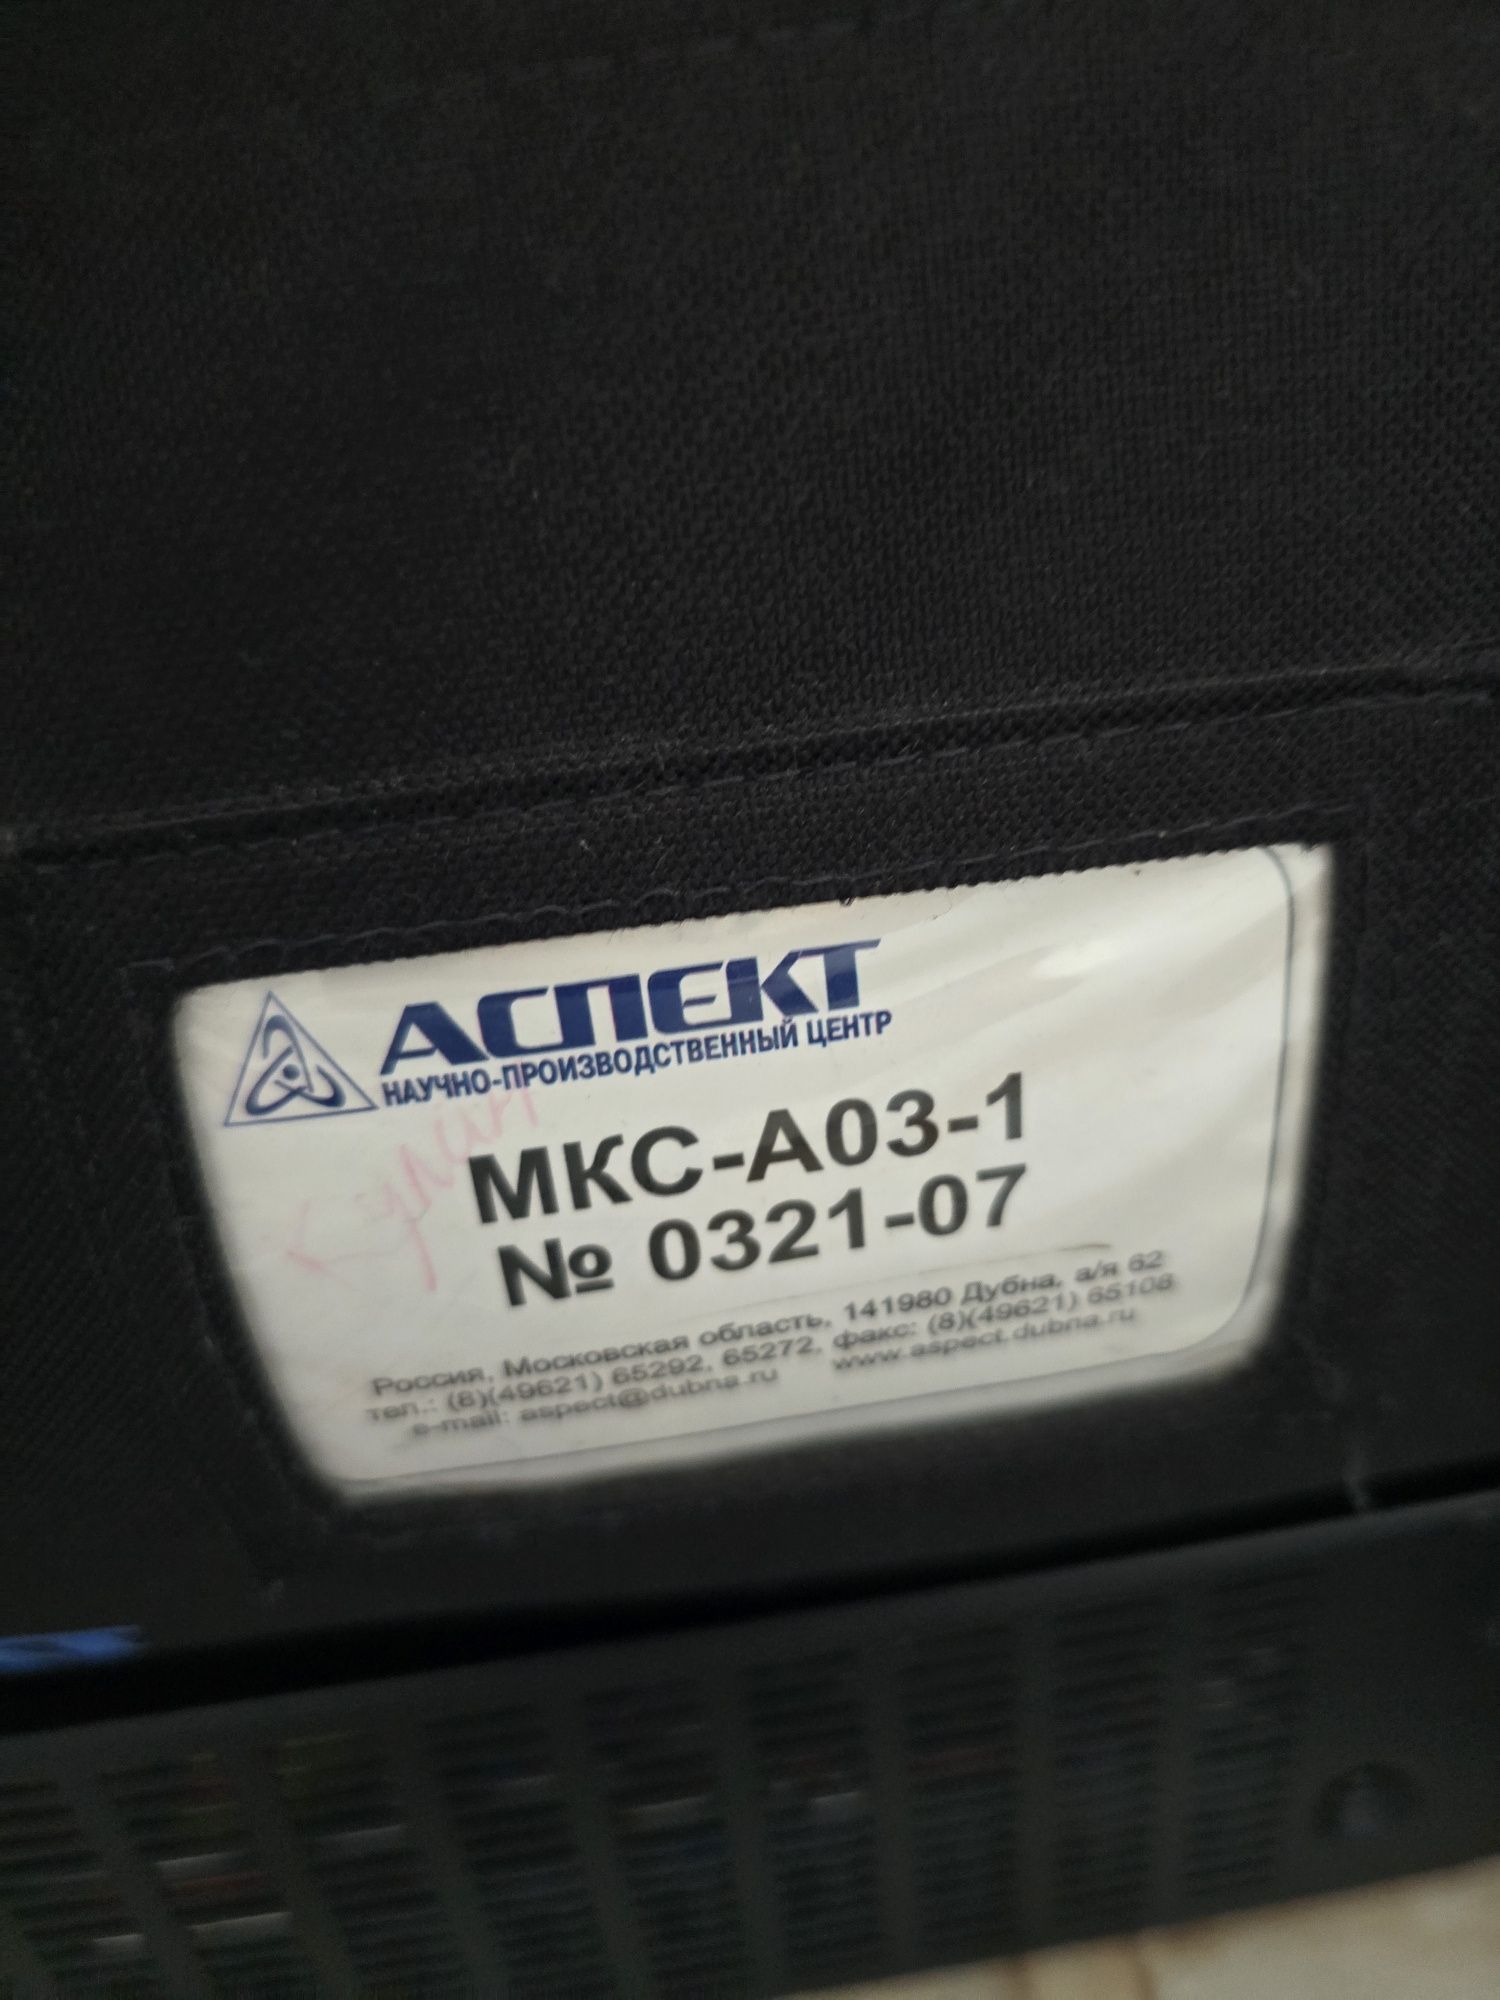 АСПЕКТ
НАУЧНО-ПРОИЗВОДСТВЕННЫЙ ЦЕНТР
МКС-А03-1
№ 0321-07
Россия, Московская область, 141980 Дубна, а/я 62
тел.: (8)(49621) 65292, 65272, факс: (8)(49621) 65108
e-mail: aspect@dubna.ru www.aspect.dubna.ru